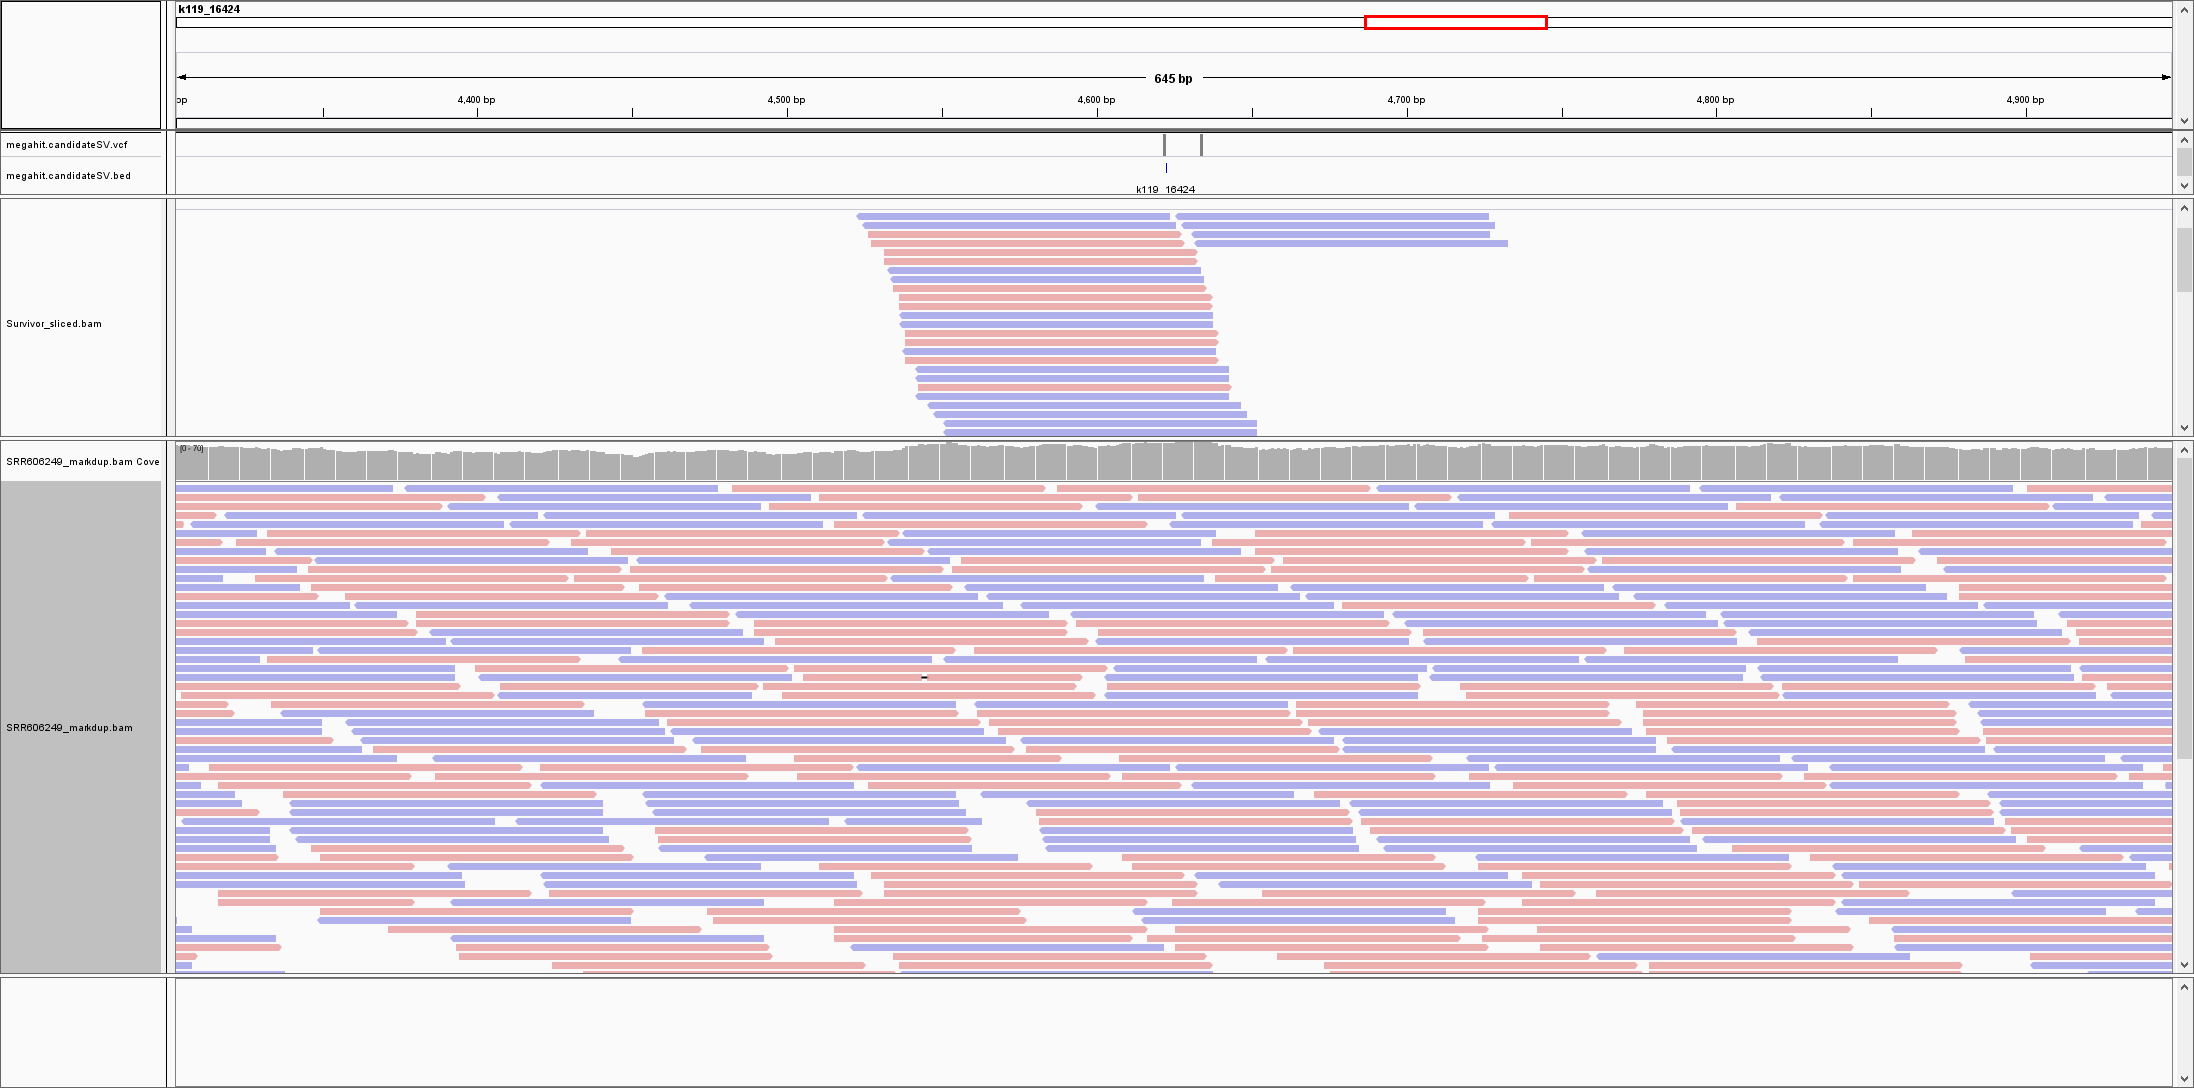 k119_16424
645 bp
bp 4,400 bp 4,500 bp 4,600 bp 4,700 bp 4,800 bp 4,900 bp
megahit.candidateSV.vcf
megahit.candidateSV.bed
k119_16424
Survivor_sliced.bam
[0 - 70]
SRR606249_markdup.bam Cove
SRR606249_markdup.bam